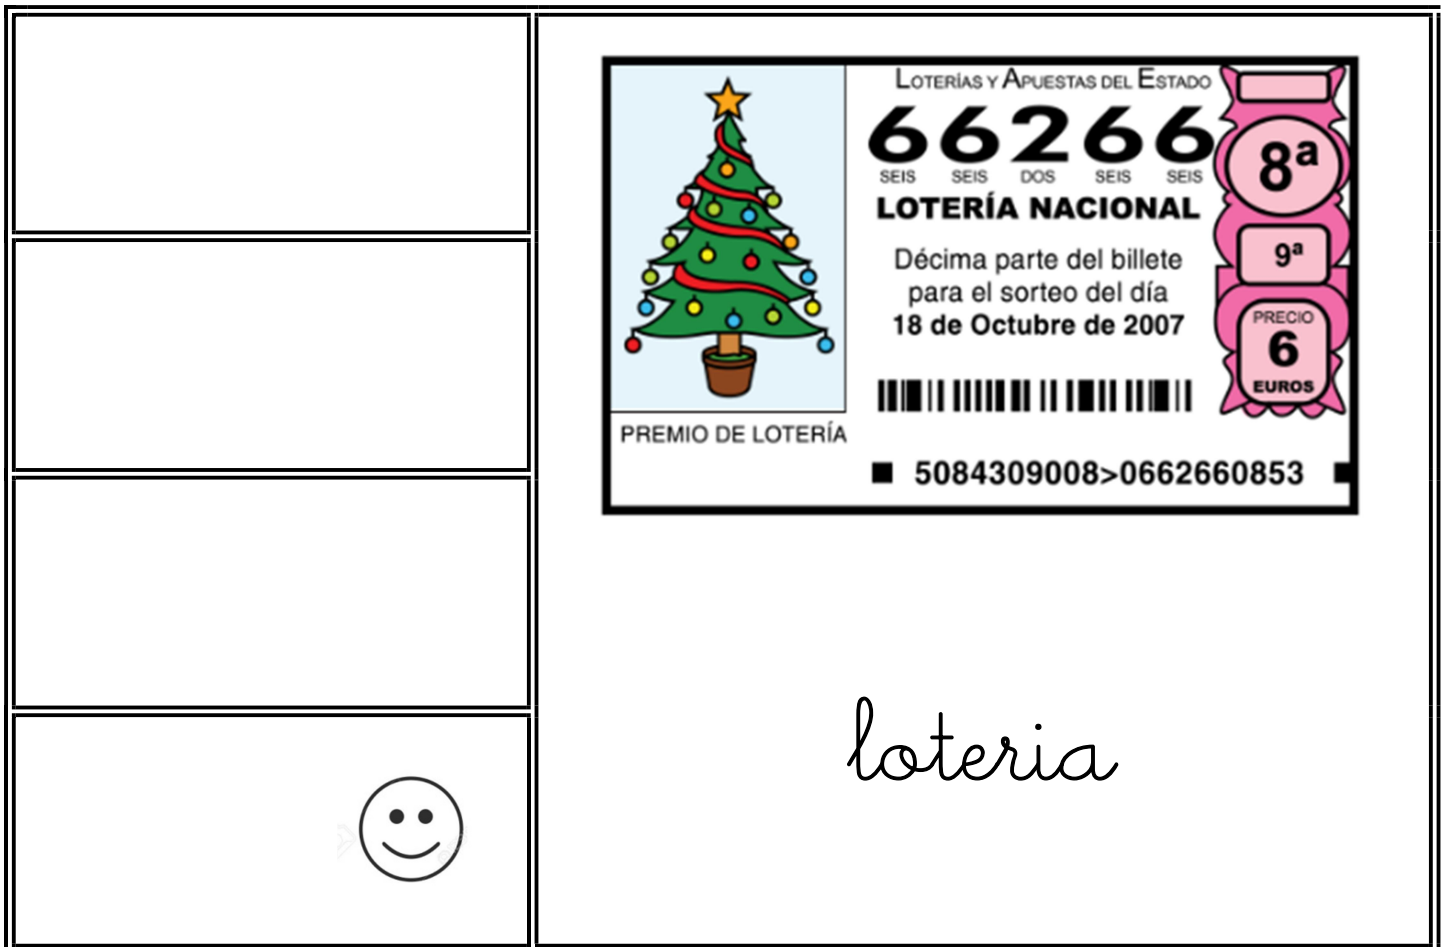 LOTERÍAS Y APUESTAS DEL ESTADO
66266
SEIS SEIS DOS SEIS SEIS
LOTERÍA NACIONAL
Décima parte del billete
para el sorteo del día
18 de Octubre de 2007
8ª
9ª
PRECIO
6
EUROS
PREMIO DE LOTERÍA
5084309008>0662660853
loteria